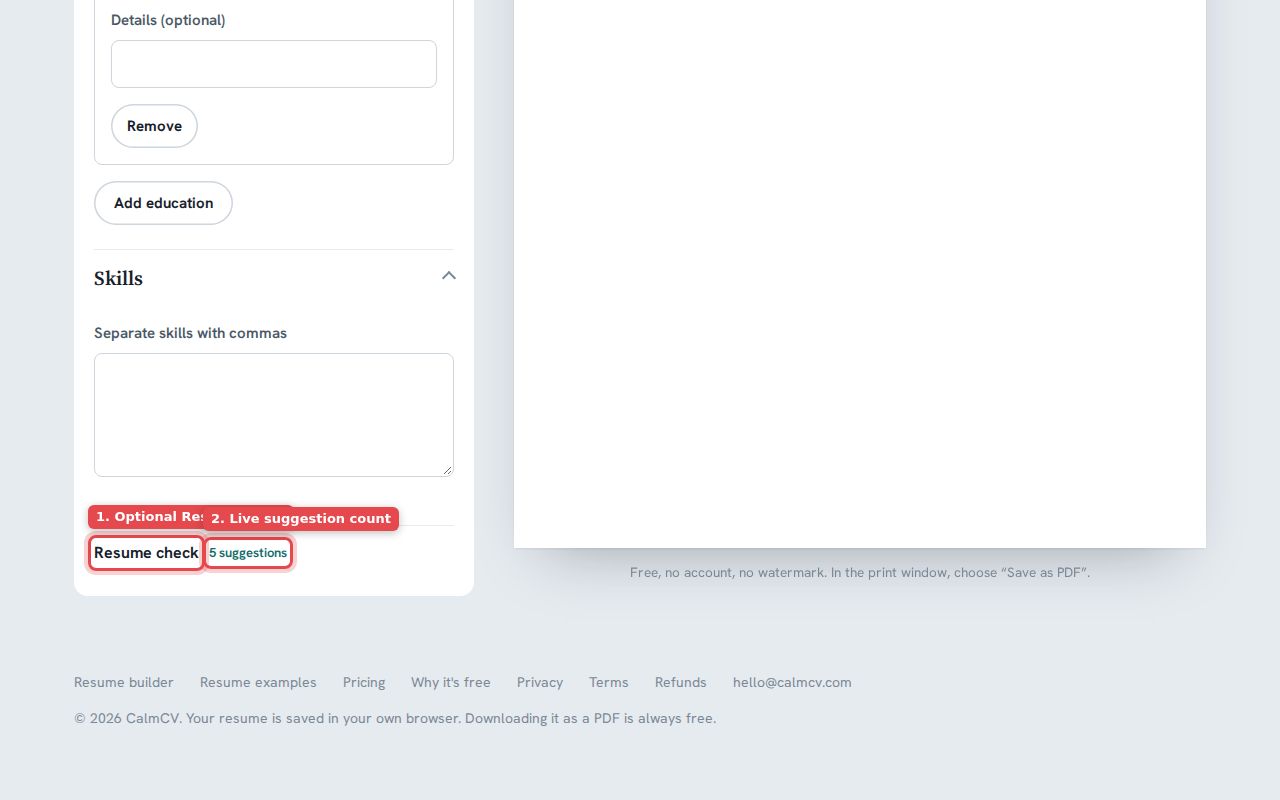 Details (optional)
Remove
Add education
Skills
Separate skills with commas
1. Optional Res
2. Live suggestion count
Resume check
5 suggestions
Free, no account, no watermark. In the print window, choose “Save as PDF”.
Resume builder Resume examples Pricing Why it's free Privacy Terms Refunds hello@calmcv.com
© 2026 CalmCV. Your resume is saved in your own browser. Downloading it as a PDF is always free.